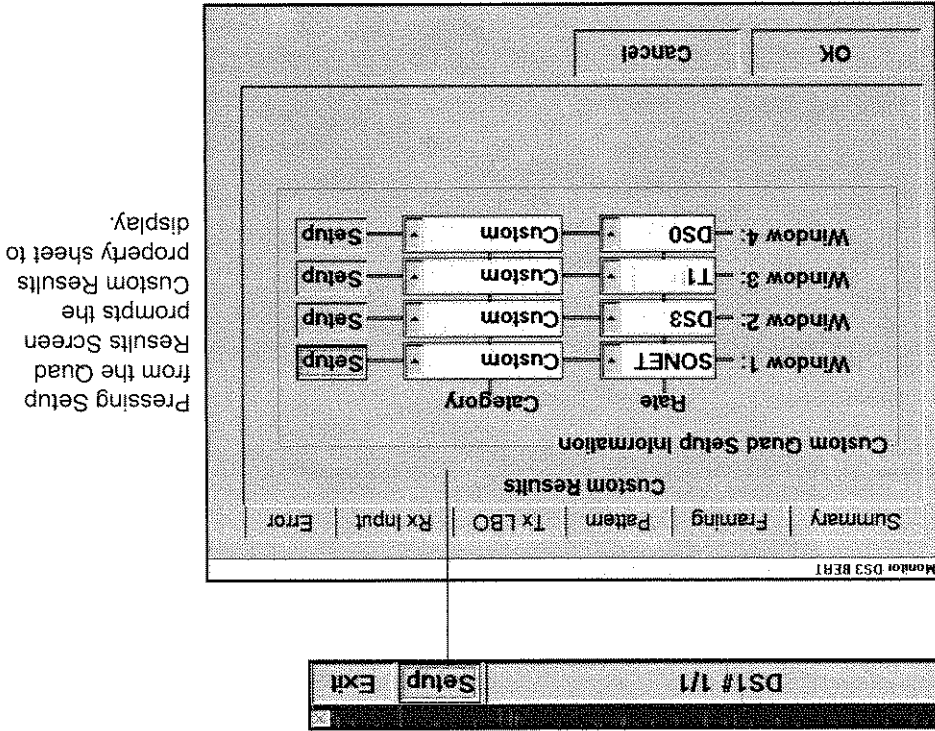 DS1# 1/1 Setup Exit
Monitor DS3 BERT
Summary Framing Pattern Tx LBO Rx Input Error
Custom Results
Custom Quad Setup Information
Rate Category
Window 1: SONET Custom Setup
Window 2: DS3 Custom Setup
Window 3: T1 Custom Setup
Window 4: DS0 Custom Setup
OK Cancel
Pressing Setup
from the Quad
Results Screen
prompts the
Custom Results
property sheet to
display.